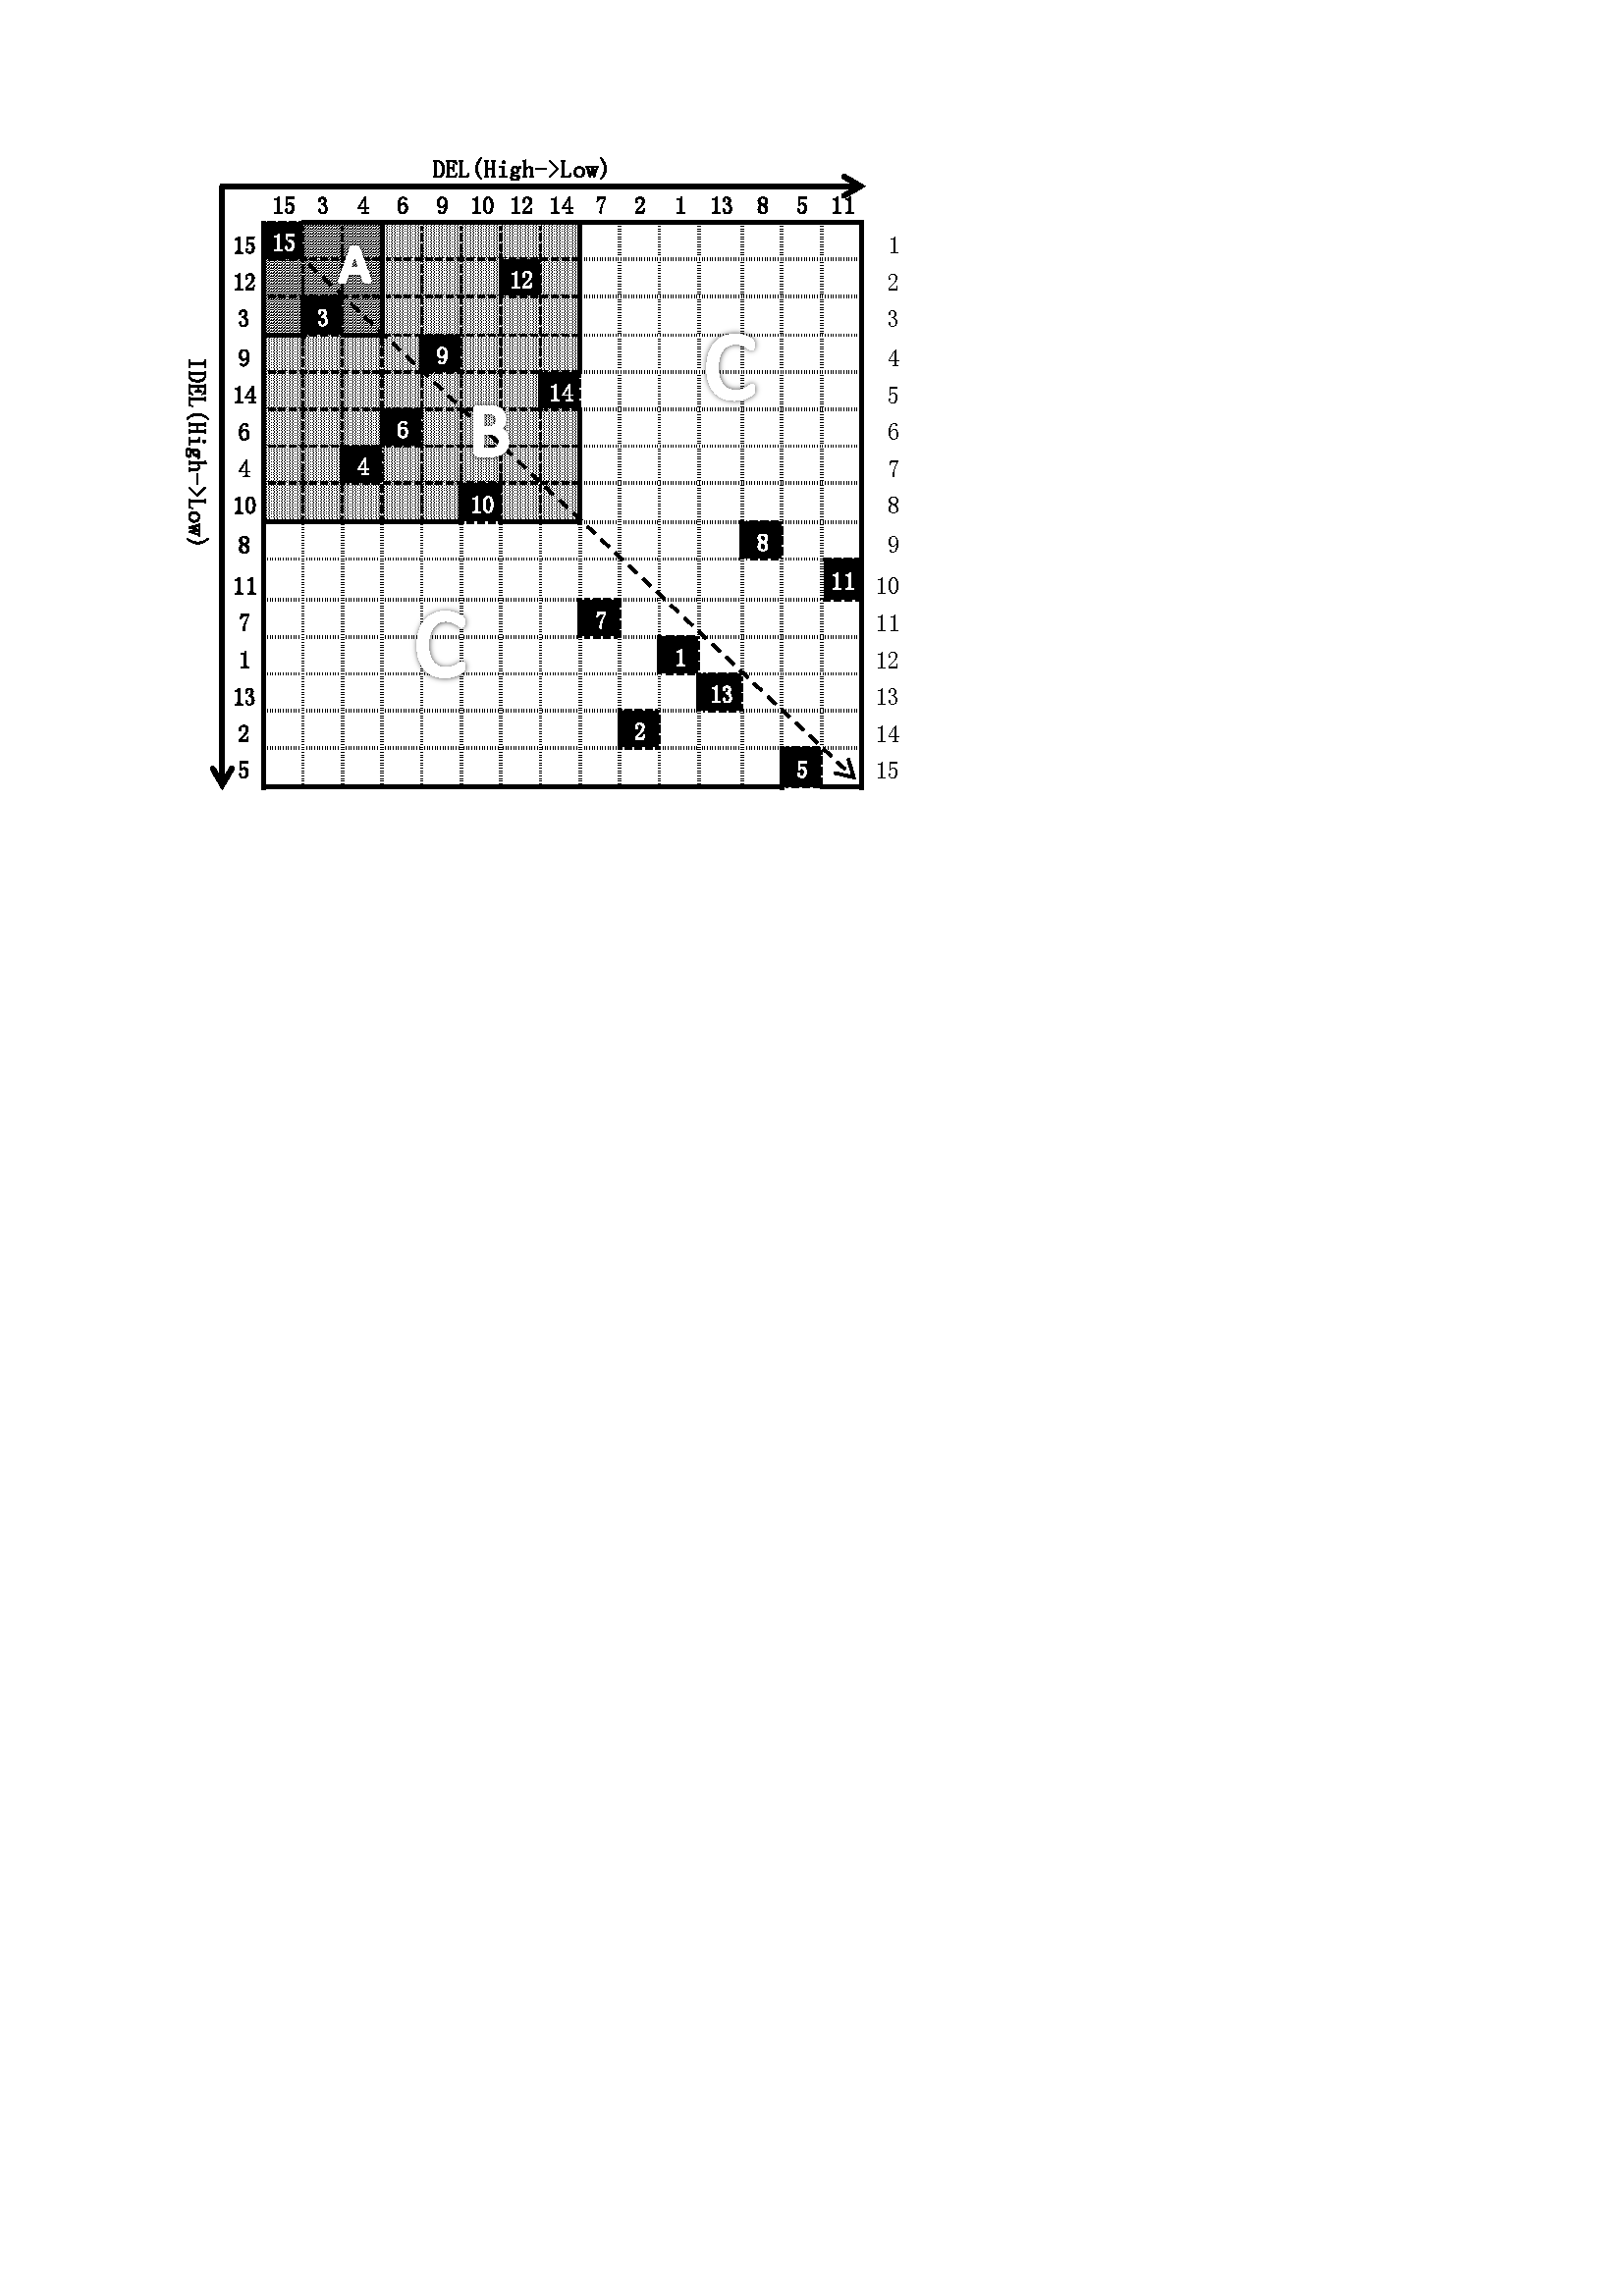 DEL(High->Low)
15 3 4 6 9 10 12 14 7 2 1 13 8 5 11
IDEL(High->Low)
15 15 A 1
12 12 2
3 3 3
9 9 C 4
14 14 5
6 6 B 6
4 4 7
10 10 8
8 8 9
11 11 10
7 7 11
1 C 1 12
13 13 13
2 2 14
5 5 15